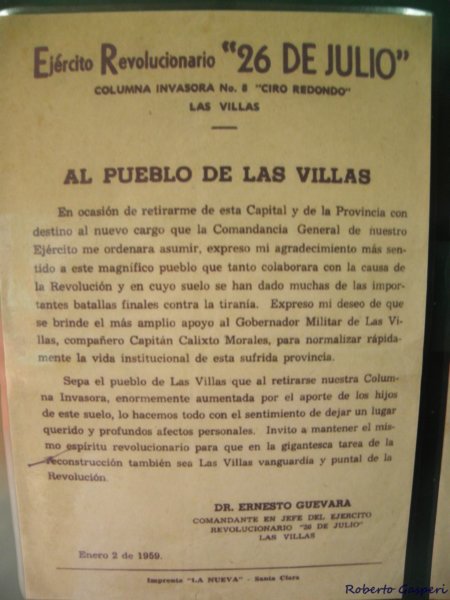 Ejército Revolucionario "26 DE JULIO"
COLUMNA INVASORA No. 8 "CIRO REDONDO"
LAS VILLAS
AL PUEBLO DE LAS VILLAS
En ocasión de retirarme de esta Capital y de la Provincia con
destino al nuevo cargo que la Comandancia General de nuestro
Ejército me ordenara asumir, expreso mi agradecimiento más sen-
tido a este magnífico pueblo que tanto colaborara con la causa de
la Revolución y en cuyo suelo se han dado muchas de las impor-
tantes batallas finales contra la tiranía. Expreso mi deseo de que
se brinde el más amplio apoyo al Gobernador Militar de Las Vi-
llas, compañero Capitán Calixto Morales, para normalizar rápida-
mente la vida institucional de esta sufrida provincia.
Sepa el pueblo de Las Villas que al retirarse nuestra Colum-
na Invasora, enormemente aumentada por el aporte de los hijos
de este suelo, lo hacemos todo con el sentimiento de dejar un lugar
querido y profundos afectos personales. Invito a mantener el mis-
mo espíritu revolucionario para que en la gigantesca tarea de la
reconstrucción también sea Las Villas vanguardia y puntal de la
Revolución.
DR. ERNESTO GUEVARA
COMANDANTE EN JEFE DEL EJERCITO
REVOLUCIONARIO "26 DE JULIO"
LAS VILLAS
Enero 2 de 1959.
Imprenta "LA NUEVA" - Santa Clara
Roberto Gasperi